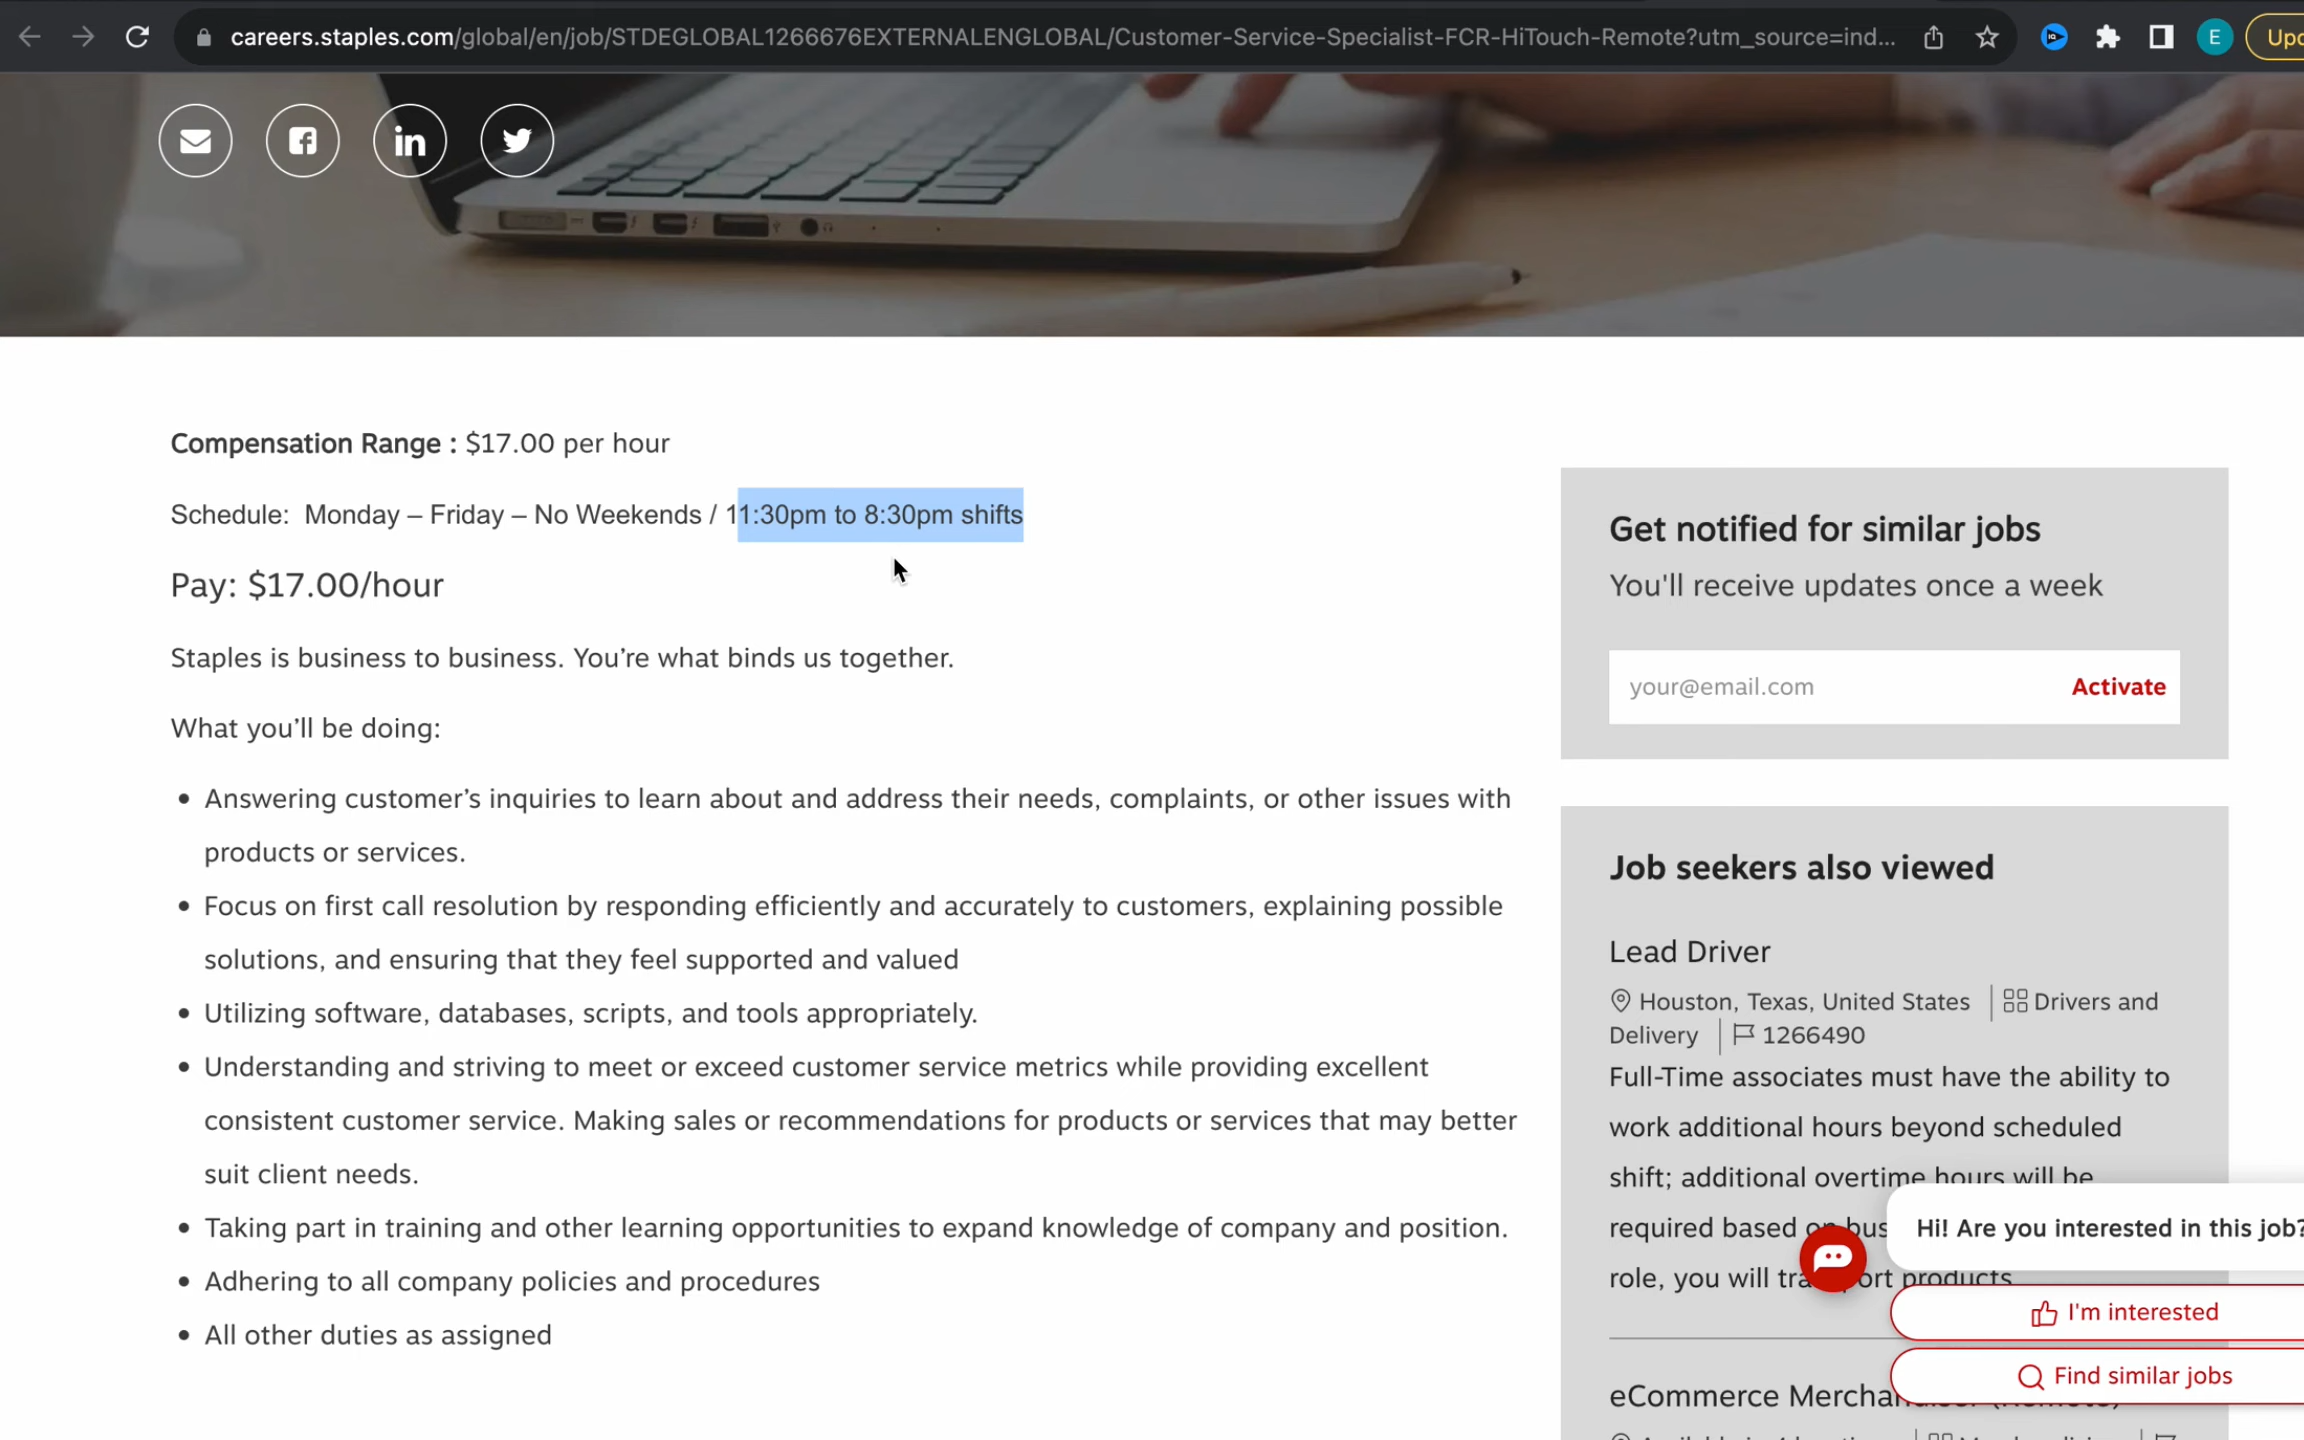 careers.staples.com/global/en/job/STDEGLOBAL1266676EXTERNALENGLOBAL/Customer-Service-Specialist-FCR-HiTouch-Remote?utm_source=ind...
E
Compensation Range : $17.00 per hour
Schedule:  Monday – Friday – No Weekends / 11:30pm to 8:30pm shifts
Pay: $17.00/hour
Staples is business to business. You’re what binds us together.
What you’ll be doing:
• Answering customer’s inquiries to learn about and address their needs, complaints, or other issues with
products or services.
• Focus on first call resolution by responding efficiently and accurately to customers, explaining possible
solutions, and ensuring that they feel supported and valued
• Utilizing software, databases, scripts, and tools appropriately.
• Understanding and striving to meet or exceed customer service metrics while providing excellent
consistent customer service. Making sales or recommendations for products or services that may better
suit client needs.
• Taking part in training and other learning opportunities to expand knowledge of company and position.
• Adhering to all company policies and procedures
• All other duties as assigned
Get notified for similar jobs
You'll receive updates once a week
your@email.com Activate
Job seekers also viewed
Lead Driver
Houston, Texas, United States | Drivers and
Delivery | 1266490
Full-Time associates must have the ability to
work additional hours beyond scheduled
shift; additional overtime hours will be
required based on
role, you will products
eCommerce
Hi! Are you interested in this job?
I'm interested
Find similar jobs